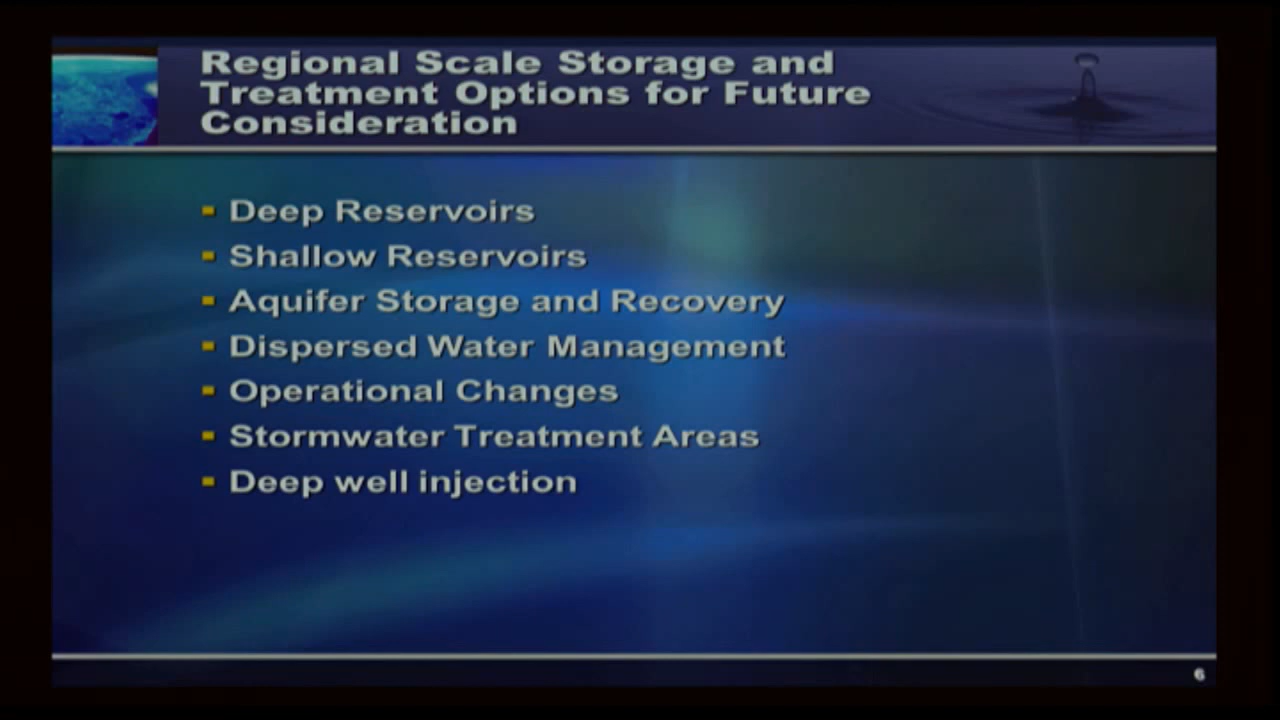 Regional Scale Storage and
Treatment Options for Future
Consideration
Deep Reservoirs
Shallow Reservoirs
Aquifer Storage and Recovery
Dispersed Water Management
Operational Changes
Stormwater Treatment Areas
Deep well injection
6